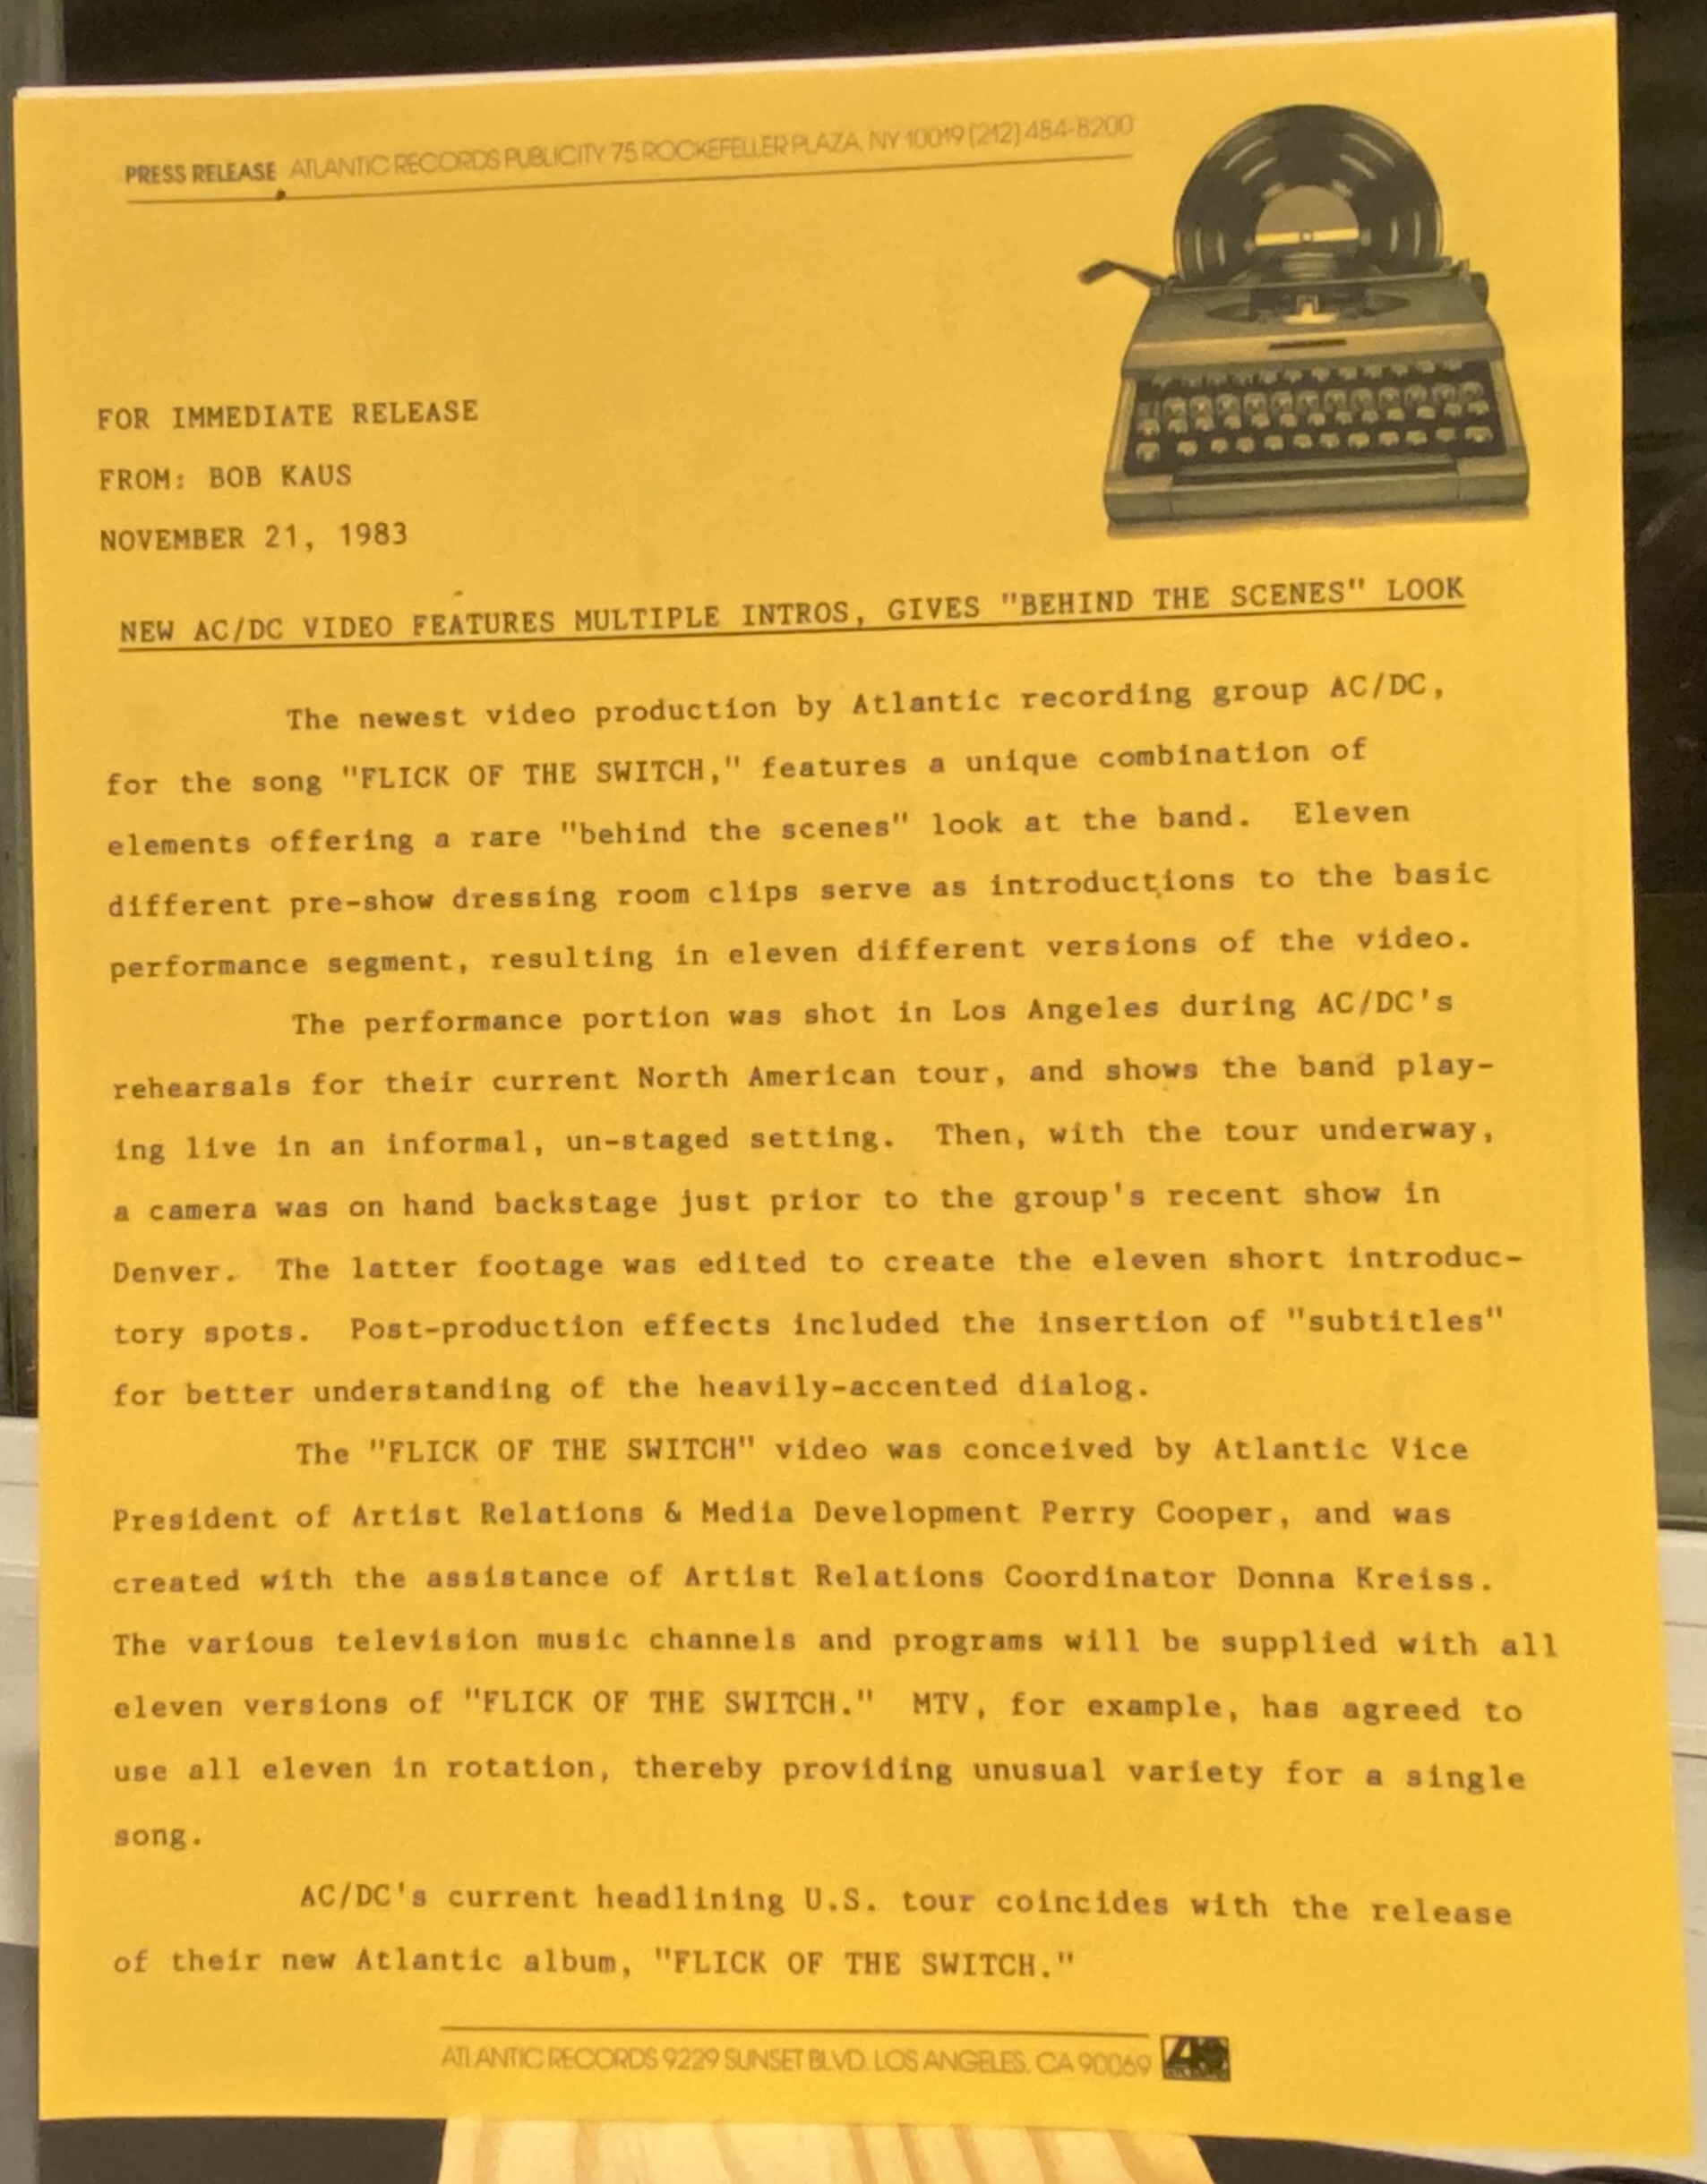 PRESS RELEASE ATLANTIC RECORDS PUBLICITY 75 ROCKEFELLER PLAZA, NY 10019 (212) 484-8200
FOR IMMEDIATE RELEASE
FROM: BOB KAUS
NOVEMBER 21, 1983
NEW AC/DC VIDEO FEATURES MULTIPLE INTROS, GIVES "BEHIND THE SCENES" LOOK
The newest video production by Atlantic recording group AC/DC,
for the song "FLICK OF THE SWITCH," features a unique combination of
elements offering a rare "behind the scenes" look at the band. Eleven
different pre-show dressing room clips serve as introductions to the basic
performance segment, resulting in eleven different versions of the video.
The performance portion was shot in Los Angeles during AC/DC's
rehearsals for their current North American tour, and shows the band play-
ing live in an informal, un-staged setting. Then, with the tour underway,
a camera was on hand backstage just prior to the group's recent show in
Denver. The latter footage was edited to create the eleven short introduc-
tory spots. Post-production effects included the insertion of "subtitles"
for better understanding of the heavily-accented dialog.
The "FLICK OF THE SWITCH" video was conceived by Atlantic Vice
President of Artist Relations & Media Development Perry Cooper, and was
created with the assistance of Artist Relations Coordinator Donna Kreiss.
The various television music channels and programs will be supplied with all
eleven versions of "FLICK OF THE SWITCH." MTV, for example, has agreed to
use all eleven in rotation, thereby providing unusual variety for a single
song.
AC/DC's current headlining U.S. tour coincides with the release
of their new Atlantic album, "FLICK OF THE SWITCH."
ATLANTIC RECORDS 9229 SUNSET BLVD. LOS ANGELES, CA 90069